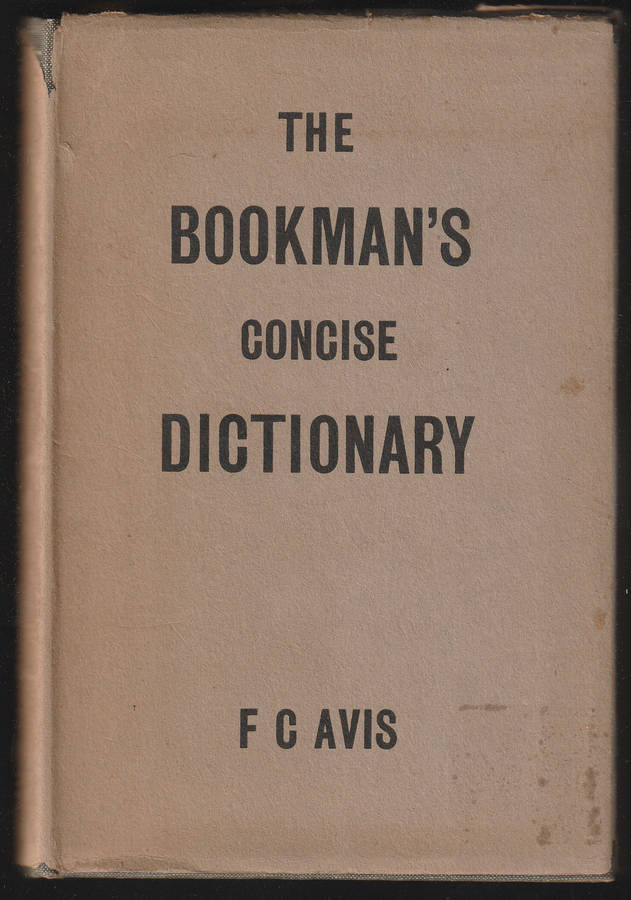 THE
BOOKMAN'S
CONCISE
DICTIONARY
F C AVIS